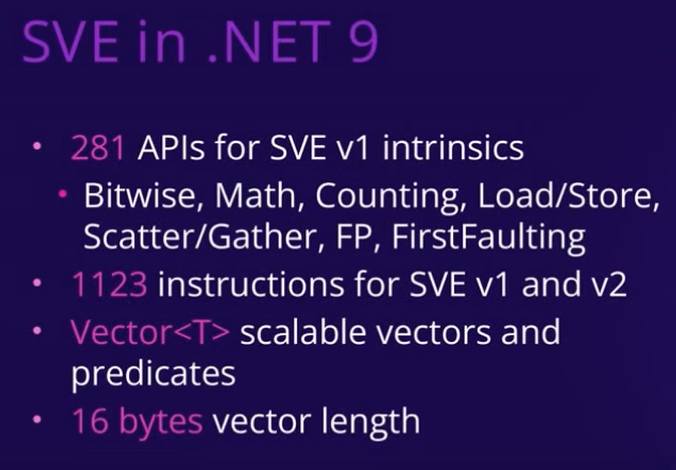 SVE in .NET 9
• 281 APIs for SVE v1 intrinsics
• Bitwise, Math, Counting, Load/Store,
Scatter/Gather, FP, FirstFaulting
• 1123 instructions for SVE v1 and v2
• Vector<T> scalable vectors and
predicates
• 16 bytes vector length